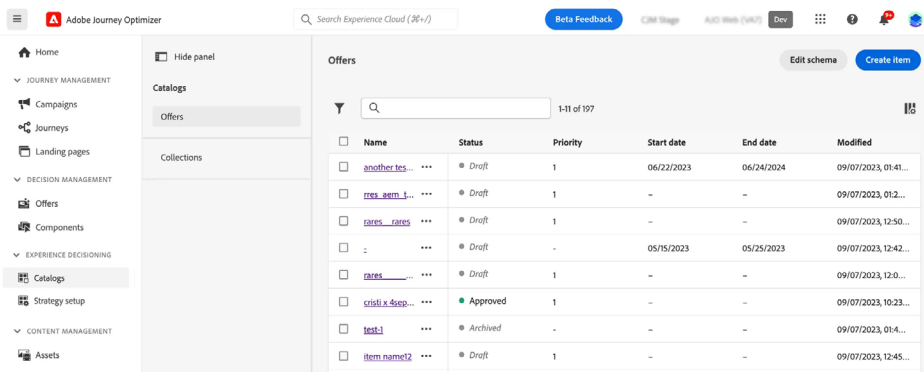 Adobe Journey Optimizer
Search Experience Cloud (⌘+/)
Beta Feedback
Dev
9+
Home
JOURNEY MANAGEMENT
Campaigns
Journeys
Landing pages
DECISION MANAGEMENT
Offers
Components
EXPERIENCE DECISIONING
Catalogs
Strategy setup
CONTENT MANAGEMENT
Assets
Hide panel
Catalogs
Offers
Collections
Offers
Edit schema
Create item
1-11 of 197
Name Status Priority Start date End date Modified
another tes... ••• Draft 1 06/22/2023 06/24/2024 09/07/2023, 01:41...
rres_aem_t... ••• Draft 1 – – 09/07/2023, 01:2...
rares__rares ••• Draft 1 – – 09/07/2023, 12:50...
- ••• Draft - 05/15/2023 05/25/2023 09/07/2023, 12:42...
rares_____... ••• Draft 1 – – 09/07/2023, 12:0...
cristi x 4sep... ••• Approved 1 – – 09/07/2023, 10:23...
test-1 ••• Archived - – – 09/07/2023, 01:4...
item name12 ••• Draft 1 – – 09/07/2023, 12:45...